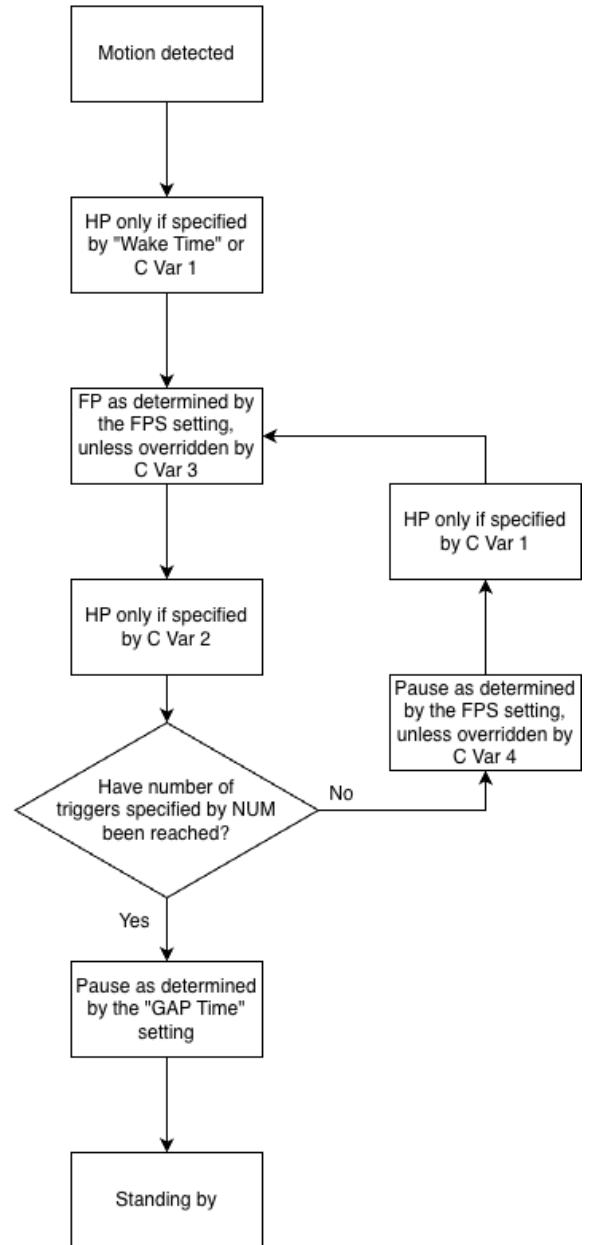 Motion detected
HP only if specified
by "Wake Time" or
C Var 1
FP as determined by
the FPS setting,
unless overridden by
C Var 3
HP only if specified
by C Var 1
HP only if specified
by C Var 2
Pause as determined
by the FPS setting,
unless overridden by
C Var 4
Have number of
triggers specified by NUM
been reached?
No
Yes
Pause as determined
by the "GAP Time"
setting
Standing by